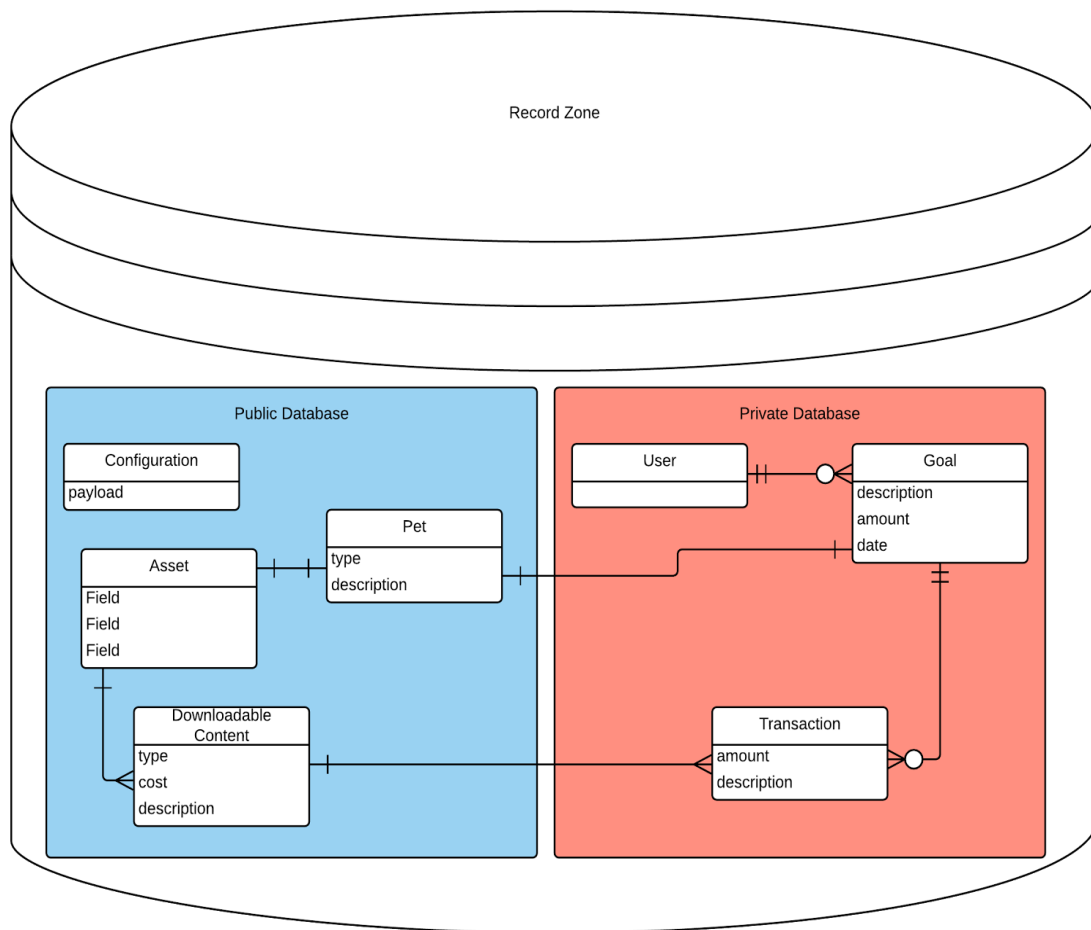 Record Zone
Public Database
Configuration
payload
Pet
type
description
Asset
Field
Field
Field
Downloadable
Content
type
cost
description
Private Database
User
Goal
description
amount
date
Transaction
amount
description